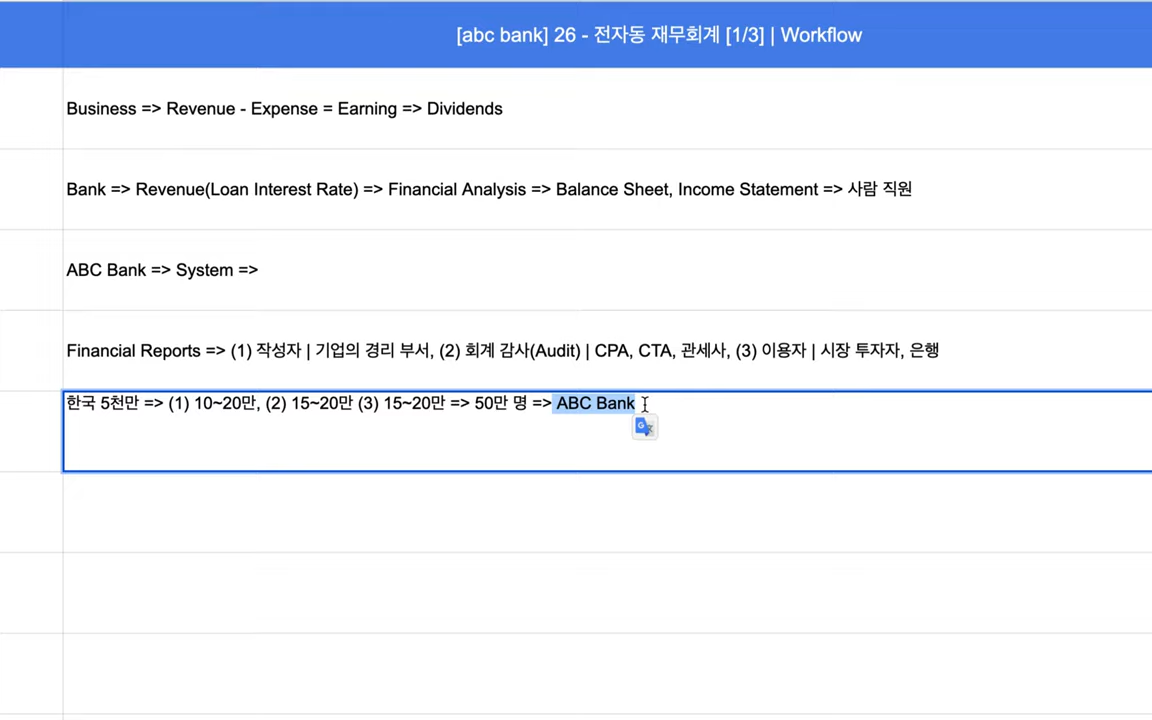 [abc bank] 26 - 전자동 재무회계 [1/3] | Workflow
Business => Revenue - Expense = Earning => Dividends
Bank => Revenue(Loan Interest Rate) => Financial Analysis => Balance Sheet, Income Statement => 사람 직원
ABC Bank => System =>
Financial Reports => (1) 작성자 | 기업의 경리 부서, (2) 회계 감사(Audit) | CPA, CTA, 관세사, (3) 이용자 | 시장 투자자, 은행
한국 5천만 => (1) 10~20만, (2) 15~20만 (3) 15~20만 => 50만 명 => ABC Bank